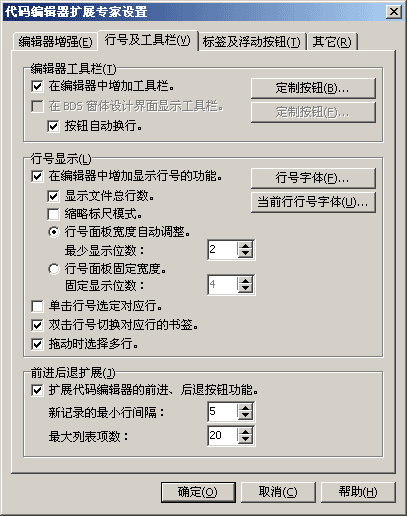 代码编辑器扩展专家设置
编辑器增强(E) 行号及工具栏(V) 标签及浮动按钮(T) 其它(R)
编辑器工具栏(T)
在编辑器中增加工具栏。 定制按钮(B)...
在 BDS 窗体设计界面显示工具栏。 定制按钮(F)...
按钮自动换行。
行号显示(L)
在编辑器中增加显示行号的功能。 行号字体(F)...
显示文件总行数。 当前行行号字体(U)...
缩略标尺模式。
行号面板宽度自动调整。
最少显示位数： 2
行号面板固定宽度。
固定显示位数： 4
单击行号选定对应行。
双击行号切换对应行的书签。
拖动时选择多行。
前进后退扩展(J)
扩展代码编辑器的前进、后退按钮功能。
新记录的最小行间隔： 5
最大列表项数： 20
确定(O) 取消(C) 帮助(H)